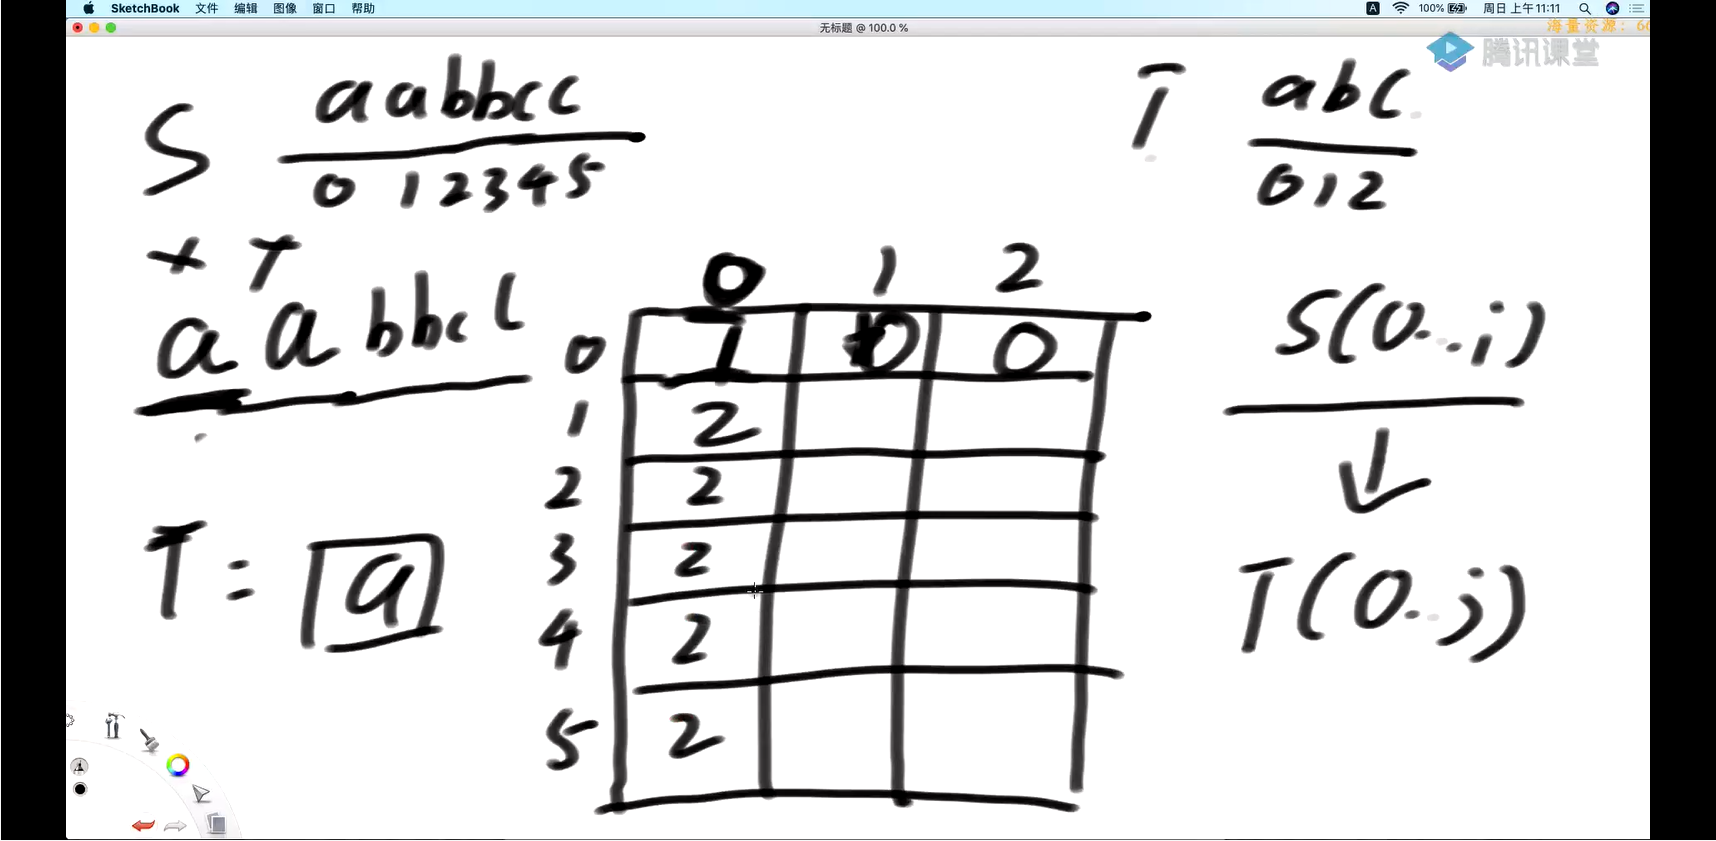 SketchBook 文件 编辑 图像 窗口 帮助
A 100% 周日 上午11:11
无标题 @ 100.0 %
海量资源：
腾讯课堂
S aabbcc
0 1 2 3 4 5
T abc
0 1 2
T
a a b b c c
T = a
0 1 2
0 1 0 0
1 2
2 2
3 2
4 2
5 2
S(0...i)
T(0..j)